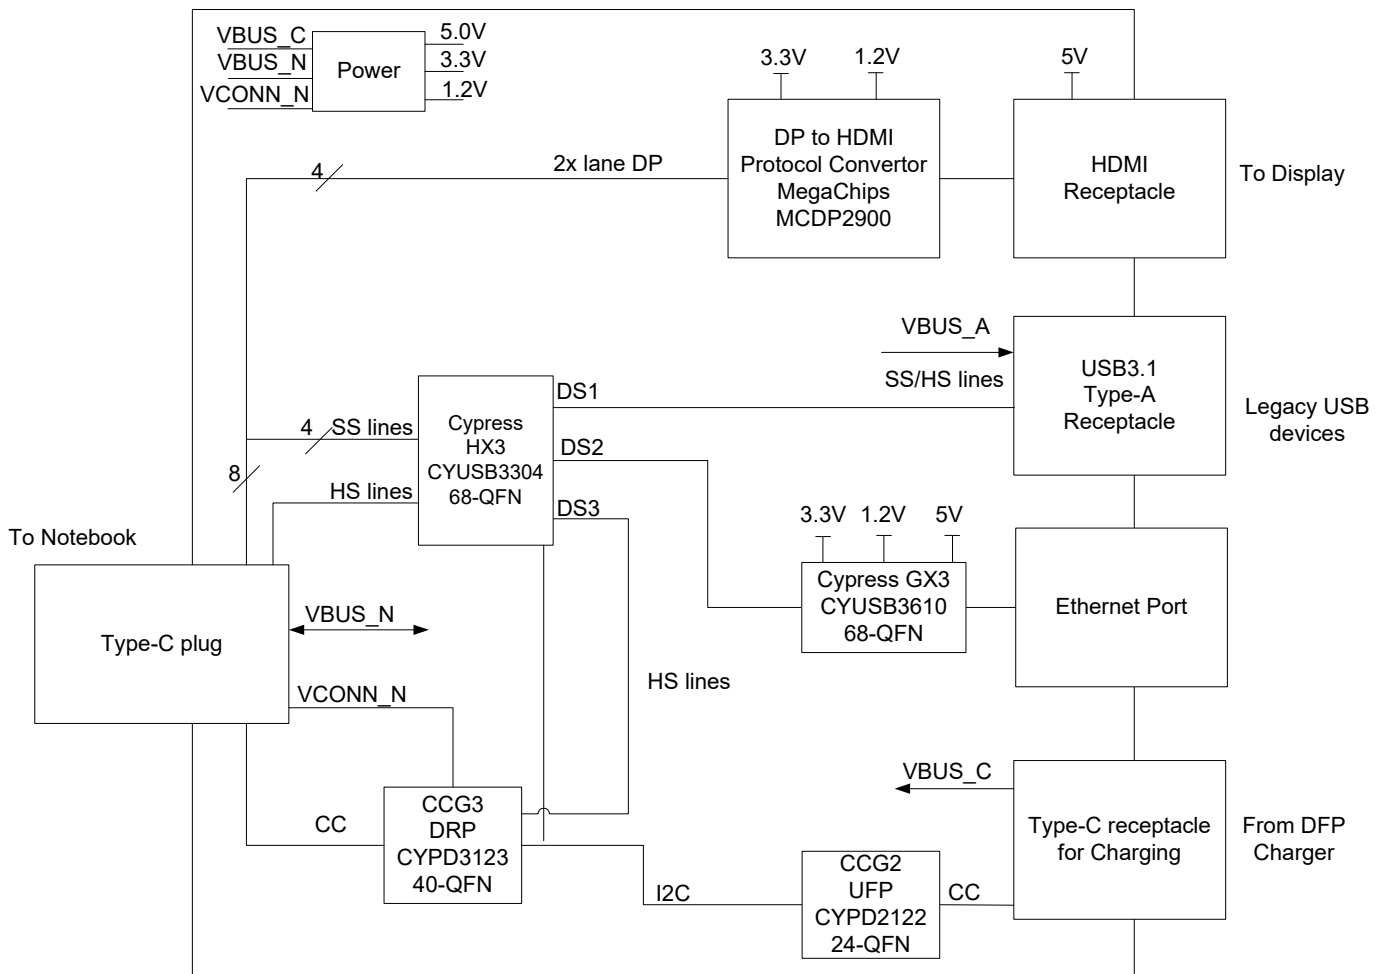 VBUS_C
VBUS_N
VCONN_N
Power
5.0V
3.3V
1.2V
3.3V
1.2V
5V
DP to HDMI
Protocol Convertor
MegaChips
MCDP2900
HDMI
Receptacle
To Display
4
2x lane DP
VBUS_A
SS/HS lines
USB3.1
Type-A
Receptacle
Legacy USB
devices
DS1
DS2
DS3
Cypress
HX3
CYUSB3304
68-QFN
4
SS lines
8
HS lines
To Notebook
Type-C plug
VBUS_N
VCONN_N
3.3V
1.2V
5V
Cypress GX3
CYUSB3610
68-QFN
Ethernet Port
HS lines
VBUS_C
CC
CCG3
DRP
CYPD3123
40-QFN
I2C
CCG2
UFP
CYPD2122
24-QFN
CC
Type-C receptacle
for Charging
From DFP
Charger